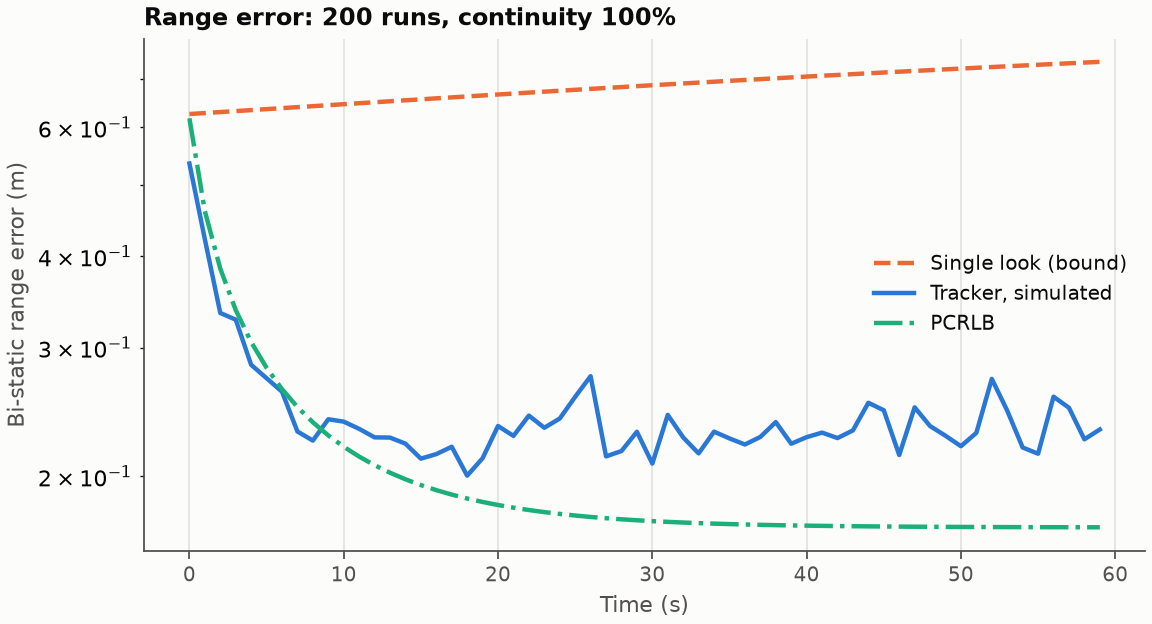 Range error: 200 runs, continuity 100%
Bi-static range error (m)
6 × 10⁻¹
4 × 10⁻¹
3 × 10⁻¹
2 × 10⁻¹
Single look (bound)
Tracker, simulated
PCRLB
0 10 20 30 40 50 60
Time (s)